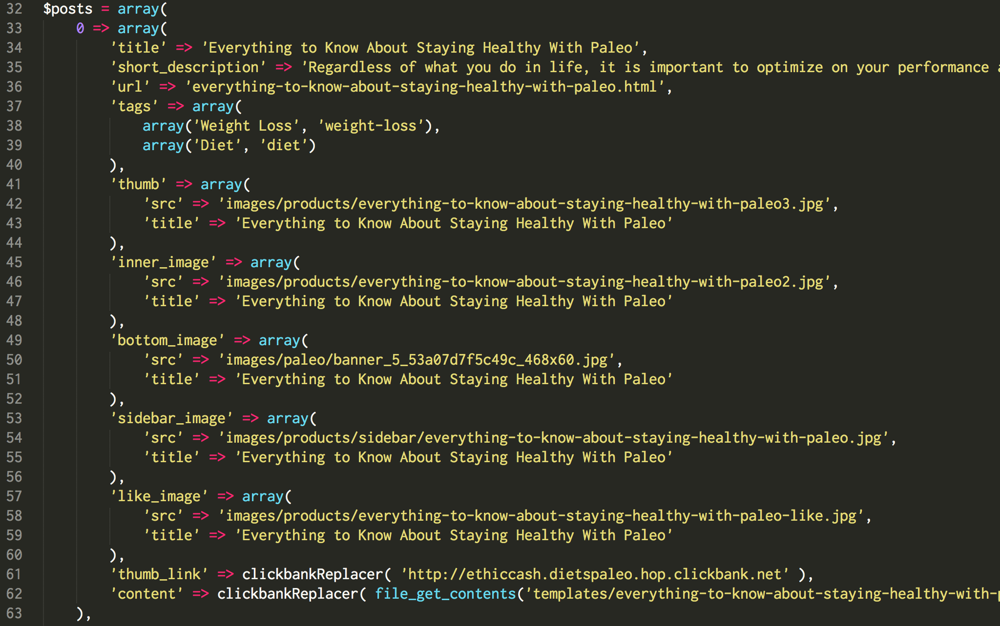 32 $posts = array(
33 0 => array(
34 'title' => 'Everything to Know About Staying Healthy With Paleo',
35 'short_description' => 'Regardless of what you do in life, it is important to optimize on your performance
36 'url' => 'everything-to-know-about-staying-healthy-with-paleo.html',
37 'tags' => array(
38 array('Weight Loss', 'weight-loss'),
39 array('Diet', 'diet')
40 ),
41 'thumb' => array(
42 'src' => 'images/products/everything-to-know-about-staying-healthy-with-paleo3.jpg',
43 'title' => 'Everything to Know About Staying Healthy With Paleo'
44 ),
45 'inner_image' => array(
46 'src' => 'images/products/everything-to-know-about-staying-healthy-with-paleo2.jpg',
47 'title' => 'Everything to Know About Staying Healthy With Paleo'
48 ),
49 'bottom_image' => array(
50 'src' => 'images/paleo/banner_5_53a07d7f5c49c_468x60.jpg',
51 'title' => 'Everything to Know About Staying Healthy With Paleo'
52 ),
53 'sidebar_image' => array(
54 'src' => 'images/products/sidebar/everything-to-know-about-staying-healthy-with-paleo.jpg',
55 'title' => 'Everything to Know About Staying Healthy With Paleo'
56 ),
57 'like_image' => array(
58 'src' => 'images/products/everything-to-know-about-staying-healthy-with-paleo-like.jpg',
59 'title' => 'Everything to Know About Staying Healthy With Paleo'
60 ),
61 'thumb_link' => clickbankReplacer( 'http://ethiccash.dietspaleo.hop.clickbank.net' ),
62 'content' => clickbankReplacer( file_get_contents('templates/everything-to-know-about-staying-healthy-with-
63 ),